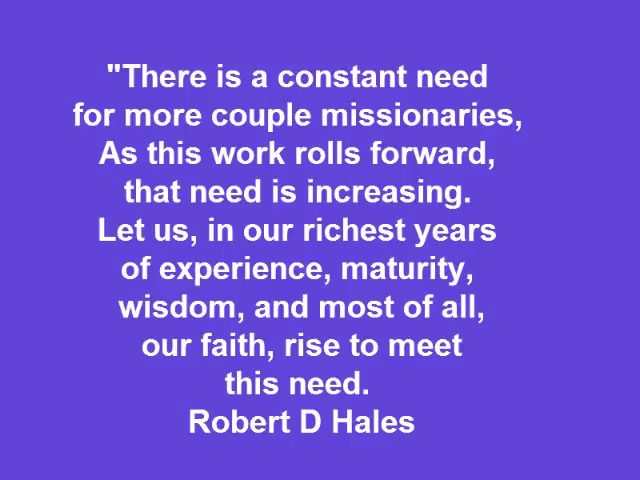 "There is a constant need
for more couple missionaries,
As this work rolls forward,
that need is increasing.
Let us, in our richest years
of experience, maturity,
wisdom, and most of all,
our faith, rise to meet
this need.
Robert D Hales